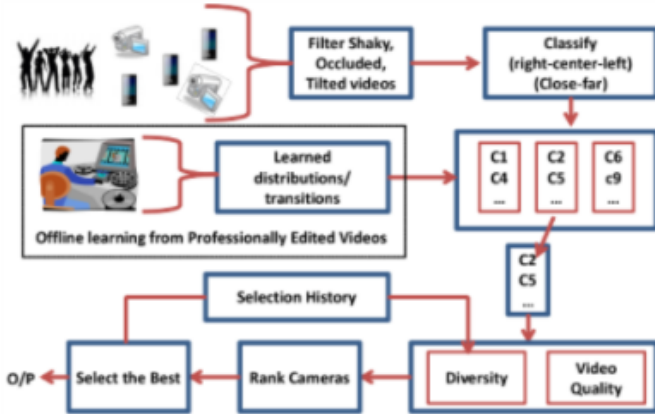 Filter Shaky,
Occluded,
Tilted videos
Classify
(right-center-left)
(Close-far)
Learned
distributions/
transitions
Offline learning from Professionally Edited Videos
C1
C4
...
C2
C5
...
C6
c9
...
C2
C5
...
Selection History
O/P
Select the Best
Rank Cameras
Diversity
Video
Quality